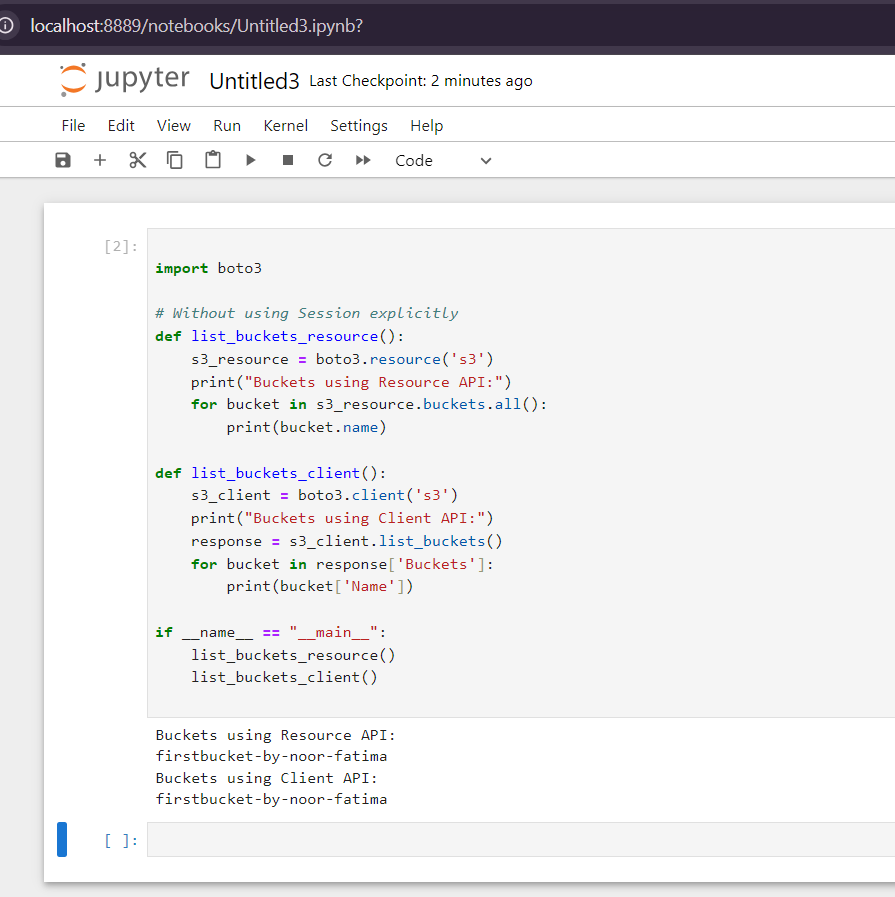 localhost:8889/notebooks/Untitled3.ipynb?
jupyter Untitled3 Last Checkpoint: 2 minutes ago
File Edit View Run Kernel Settings Help
Code
[2]:
import boto3

# Without using Session explicitly
def list_buckets_resource():
    s3_resource = boto3.resource('s3')
    print("Buckets using Resource API:")
    for bucket in s3_resource.buckets.all():
        print(bucket.name)

def list_buckets_client():
    s3_client = boto3.client('s3')
    print("Buckets using Client API:")
    response = s3_client.list_buckets()
    for bucket in response['Buckets']:
        print(bucket['Name'])

if __name__ == "__main__":
    list_buckets_resource()
    list_buckets_client()

Buckets using Resource API:
firstbucket-by-noor-fatima
Buckets using Client API:
firstbucket-by-noor-fatima
[ ]: